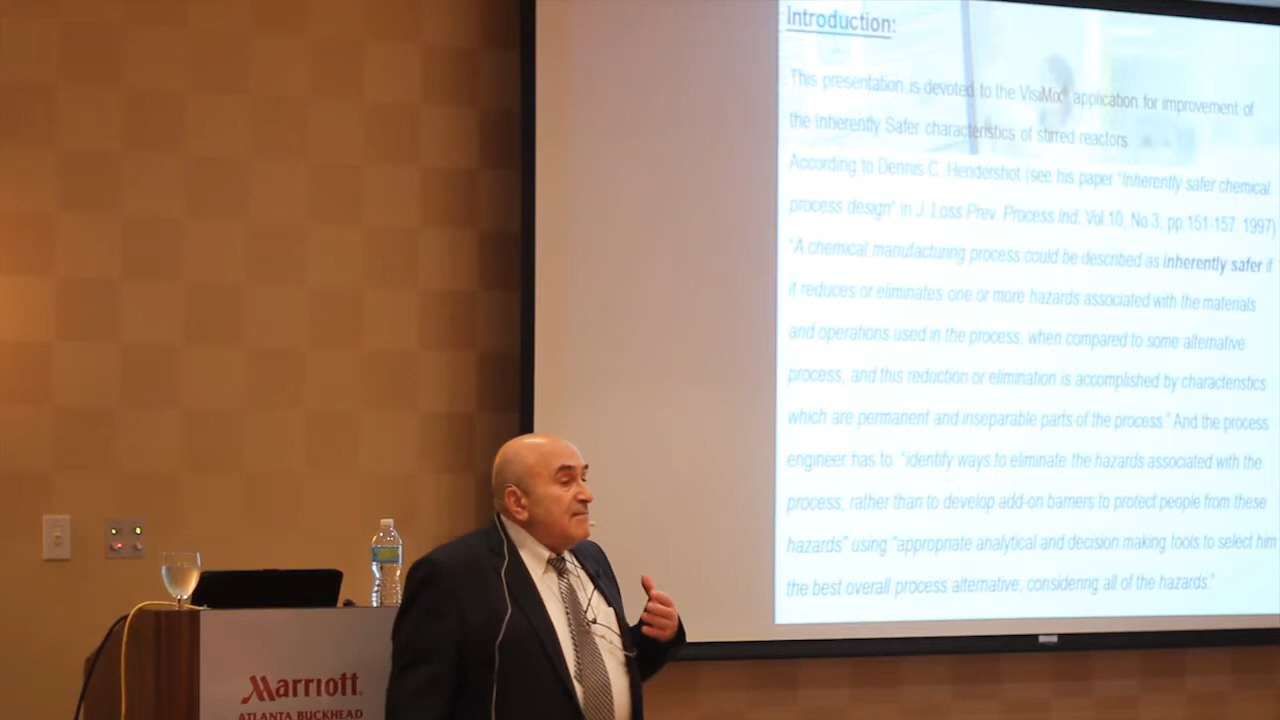 Introduction:
This presentation is devoted to the VisiMix® application for improvement of
the Inherently Safer characteristics of stirred reactors.
According to Dennis C. Hendershot (see his paper "Inherently safer chemical
process design" in J. Loss Prev. Process Ind. Vol.10, No.3, pp.151-157. 1997)
"A chemical manufacturing process could be described as inherently safer if
it reduces or eliminates one or more hazards associated with the materials
and operations used in the process, when compared to some alternative
process, and this reduction or elimination is accomplished by characteristics
which are permanent and inseparable parts of the process." And the process
engineer has to: "identify ways to eliminate the hazards associated with the
process, rather than to develop add-on barriers to protect people from these
hazards" using "appropriate analytical and decision making tools to select him
the best overall process alternative, considering all of the hazards."
Marriott.
ATLANTA BUCKHEAD